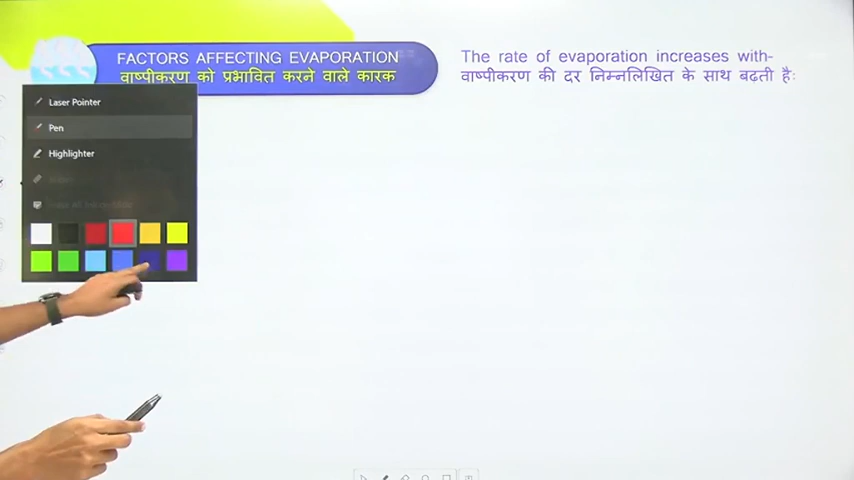 FACTORS AFFECTING EVAPORATION
वाष्पीकरण को प्रभावित करने वाले कारक
The rate of evaporation increases with-
वाष्पीकरण की दर निम्नलिखित के साथ बढती है:
Laser Pointer
Pen
Highlighter